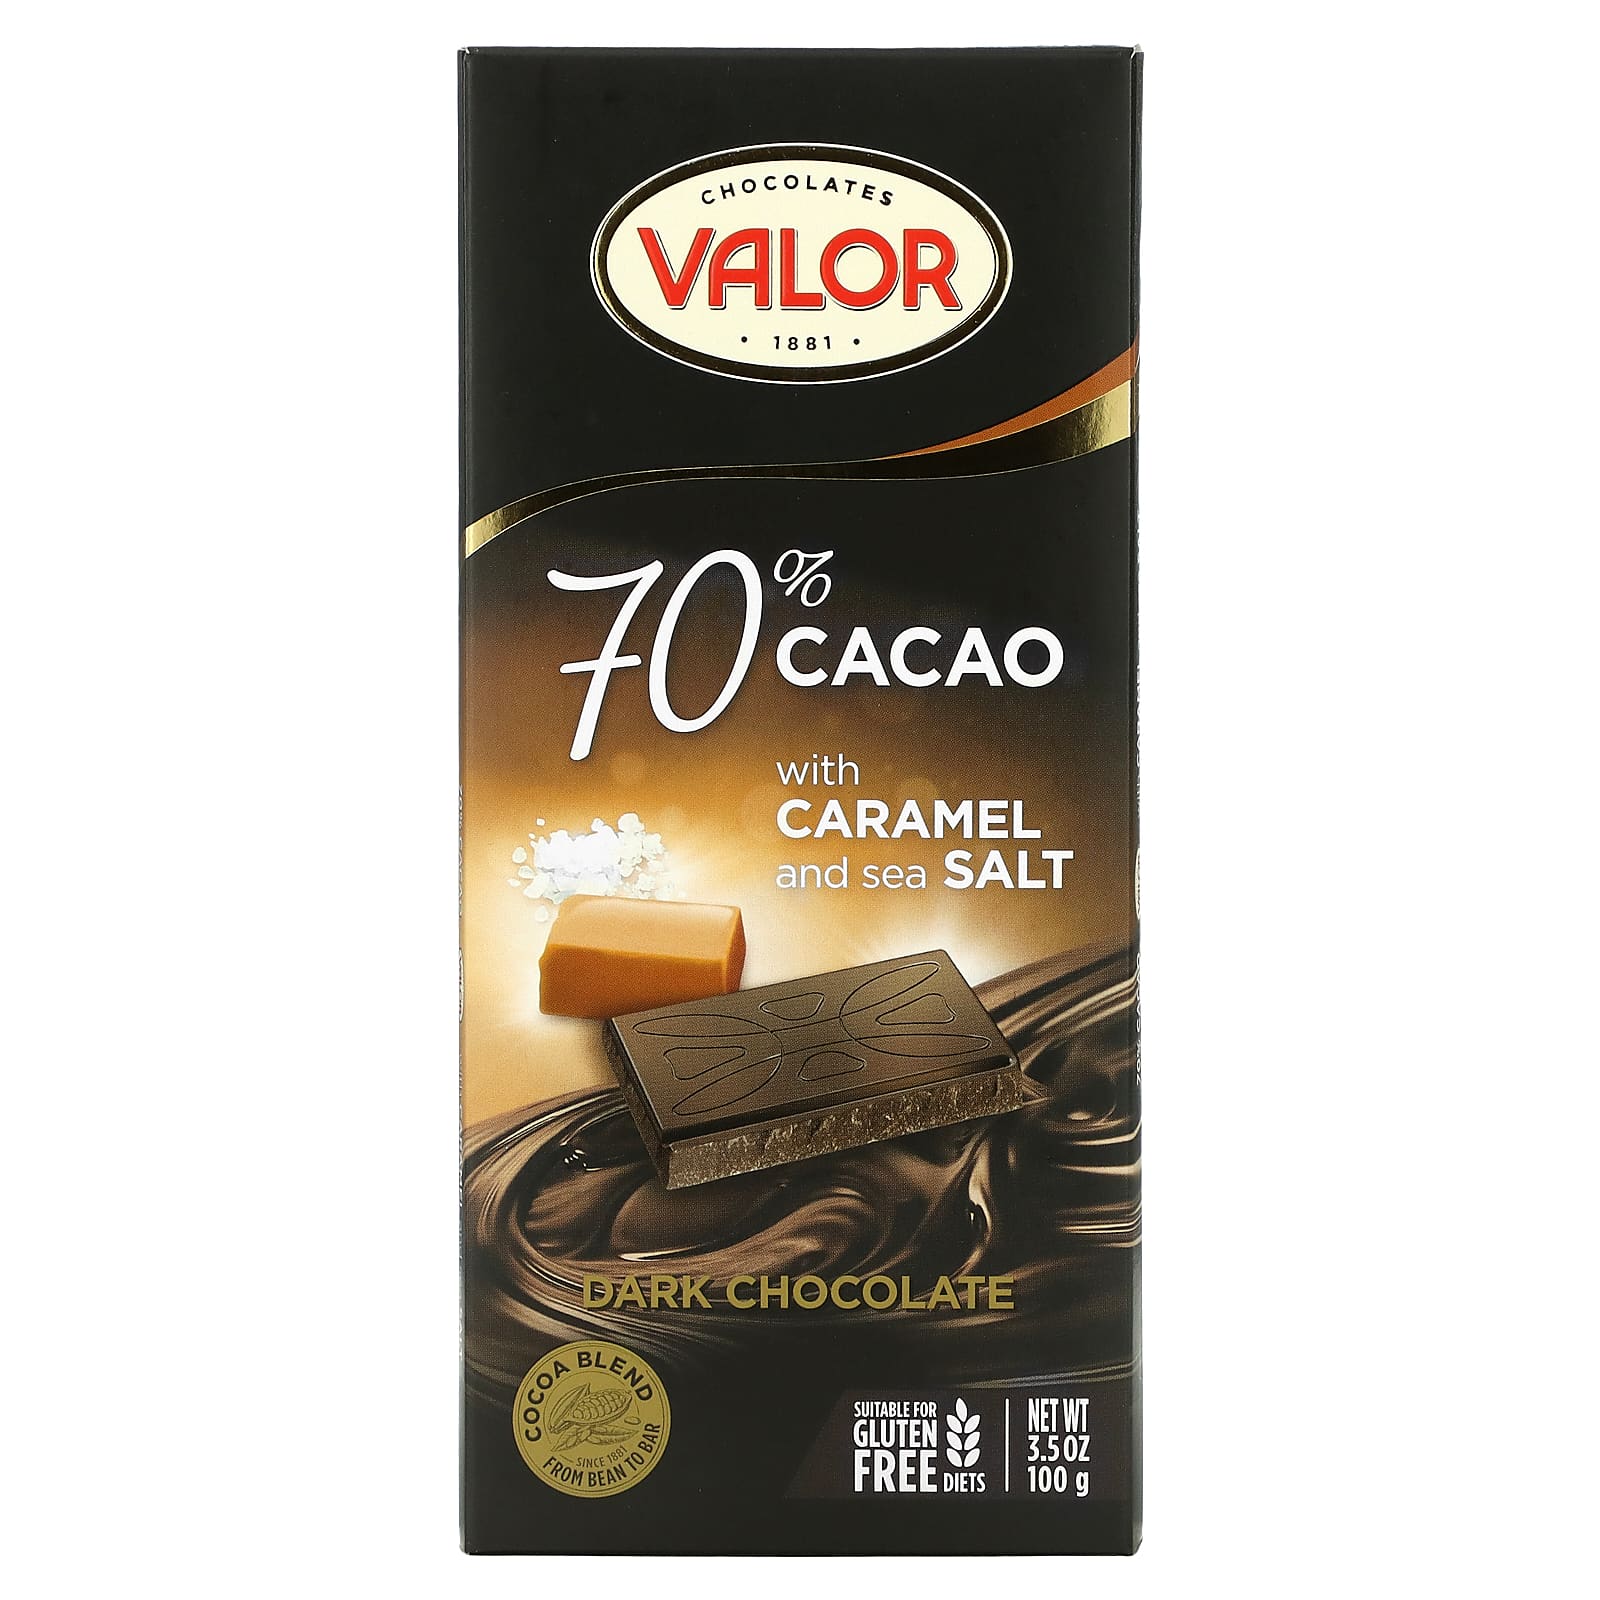 CHOCOLATES
VALOR
• 1881 •
70%
CACAO
with
CARAMEL
and sea SALT
DARK CHOCOLATE
COCOA BLEND
SINCE 1881
FROM BEAN TO BAR
SUITABLE FOR
GLUTEN
FREE DIETS
NET WT
3.5 OZ
100 g